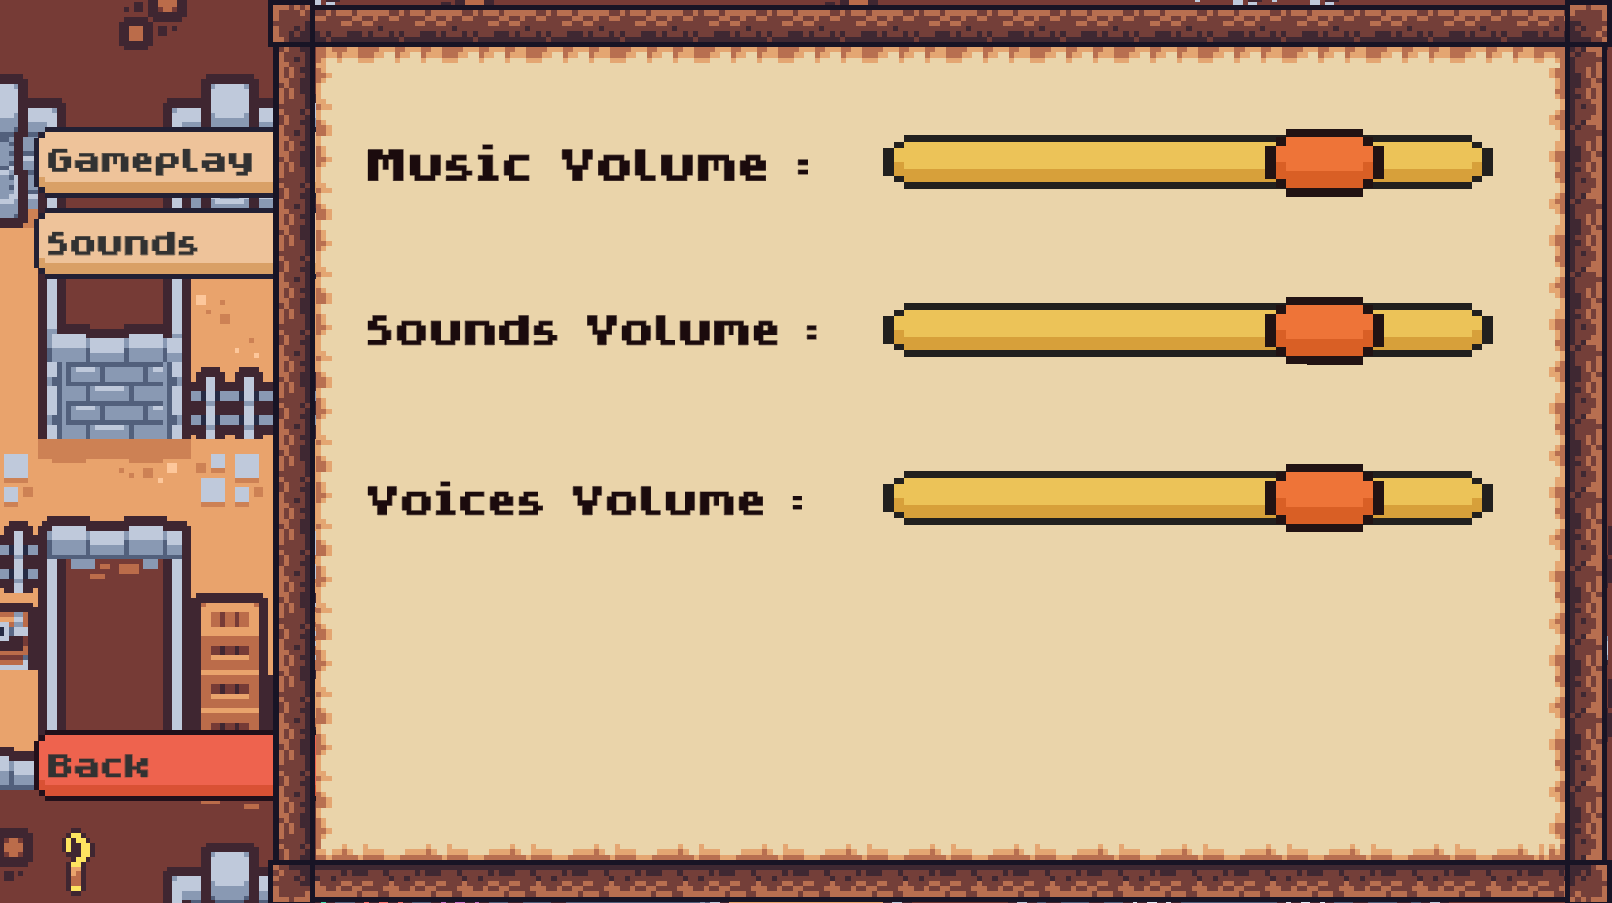 Gameplay
Sounds
Back
?
Music Volume :
Sounds Volume :
Voices Volume :